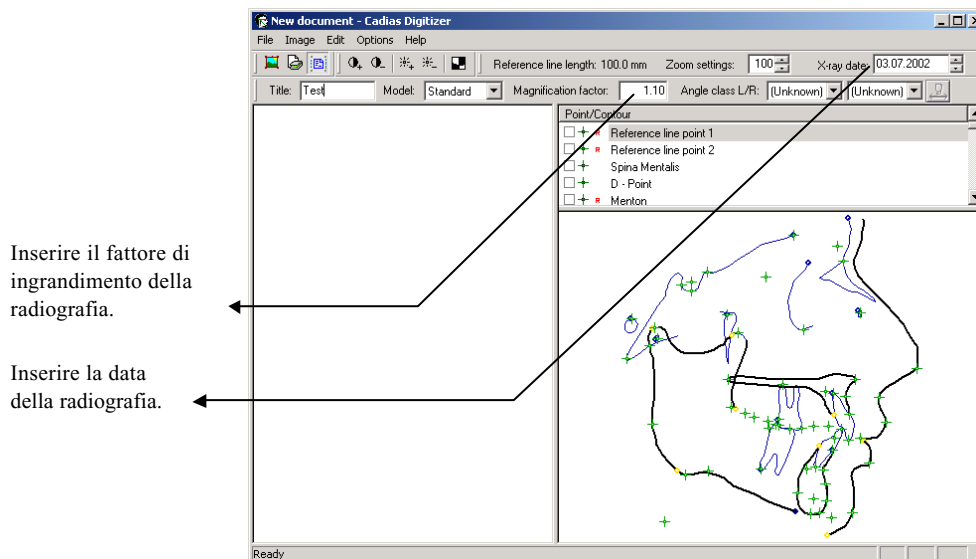 New document - Cadias Digitizer
File Image Edit Options Help
Reference line length: 100.0 mm Zoom settings: 100 X-ray date: 03.07.2002
Title: Test Model: Standard Magnification factor: 1.10 Angle class L/R: (Unknown) (Unknown)
Point/Contour
R Reference line point 1
R Reference line point 2
Spina Mentalis
D - Point
R Menton
Inserire il fattore di
ingrandimento della
radiografia.
Inserire la data
della radiografia.
Ready